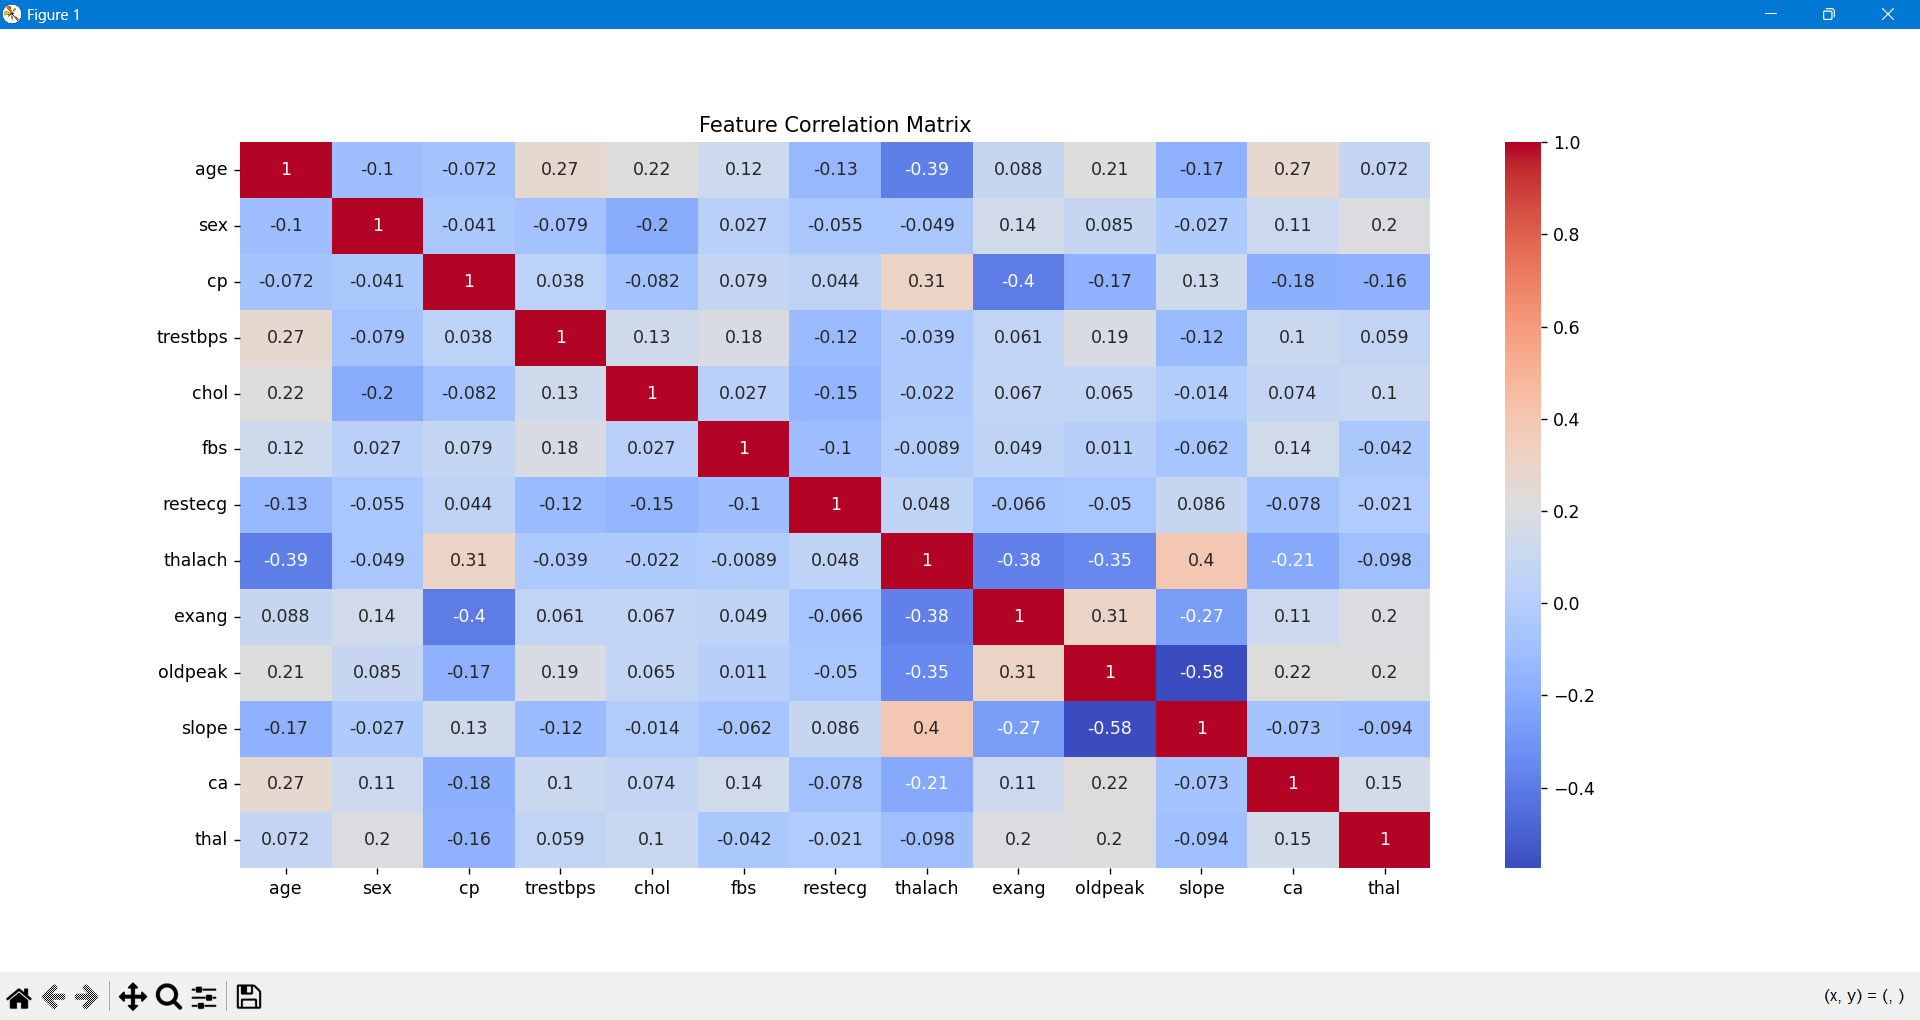 Figure 1
Feature Correlation Matrix
age 1 -0.1 -0.072 0.27 0.22 0.12 -0.13 -0.39 0.088 0.21 -0.17 0.27 0.072
sex -0.1 1 -0.041 -0.079 -0.2 0.027 -0.055 -0.049 0.14 0.085 -0.027 0.11 0.2
cp -0.072 -0.041 1 0.038 -0.082 0.079 0.044 0.31 -0.4 -0.17 0.13 -0.18 -0.16
trestbps 0.27 -0.079 0.038 1 0.13 0.18 -0.12 -0.039 0.061 0.19 -0.12 0.1 0.059
chol 0.22 -0.2 -0.082 0.13 1 0.027 -0.15 -0.022 0.067 0.065 -0.014 0.074 0.1
fbs 0.12 0.027 0.079 0.18 0.027 1 -0.1 -0.0089 0.049 0.011 -0.062 0.14 -0.042
restecg -0.13 -0.055 0.044 -0.12 -0.15 -0.1 1 0.048 -0.066 -0.05 0.086 -0.078 -0.021
thalach -0.39 -0.049 0.31 -0.039 -0.022 -0.0089 0.048 1 -0.38 -0.35 0.4 -0.21 -0.098
exang 0.088 0.14 -0.4 0.061 0.067 0.049 -0.066 -0.38 1 0.31 -0.27 0.11 0.2
oldpeak 0.21 0.085 -0.17 0.19 0.065 0.011 -0.05 -0.35 0.31 1 -0.58 0.22 0.2
slope -0.17 -0.027 0.13 -0.12 -0.014 -0.062 0.086 0.4 -0.27 -0.58 1 -0.073 -0.094
ca 0.27 0.11 -0.18 0.1 0.074 0.14 -0.078 -0.21 0.11 0.22 -0.073 1 0.15
thal 0.072 0.2 -0.16 0.059 0.1 -0.042 -0.021 -0.098 0.2 0.2 -0.094 0.15 1
age sex cp trestbps chol fbs restecg thalach exang oldpeak slope ca thal
1.0
0.8
0.6
0.4
0.2
0.0
−0.2
−0.4
(x, y) = (, )